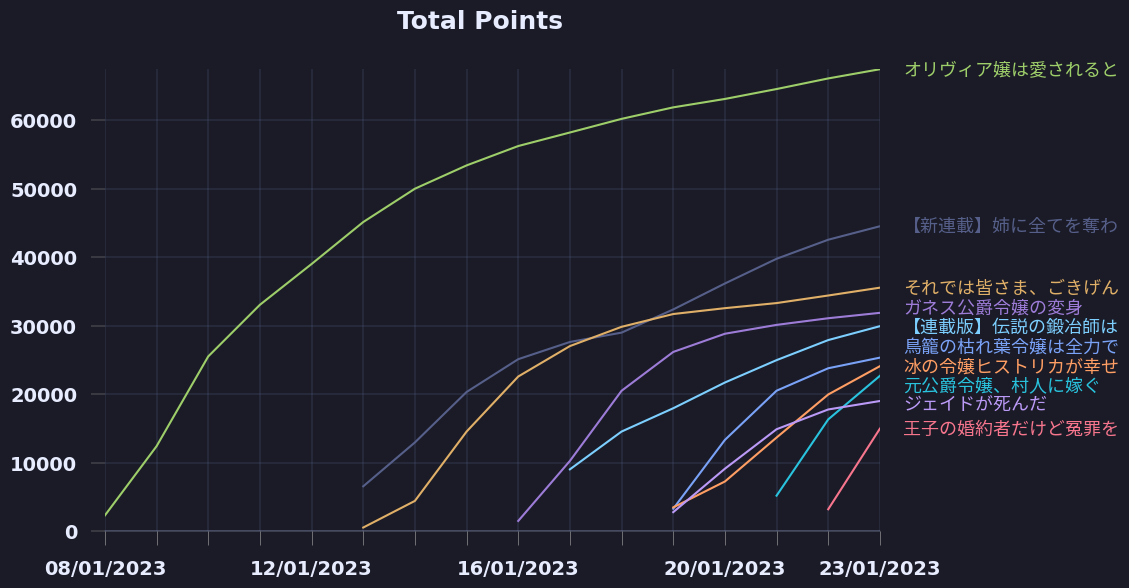 Total Points
オリヴィア嬢は愛されると
60000
50000
【新連載】姉に全てを奪わ
40000
それでは皆さま、ごきげん
ガネス公爵令嬢の変身
30000
【連載版】伝説の鍛冶師は
鳥籠の枯れ葉令嬢は全力で
冰の令嬢ヒストリカが幸せ
元公爵令嬢、村人に嫁ぐ
20000
ジェイドが死んだ
王子の婚約者だけど冤罪を
10000
0
08/01/2023 12/01/2023 16/01/2023 20/01/2023 23/01/2023